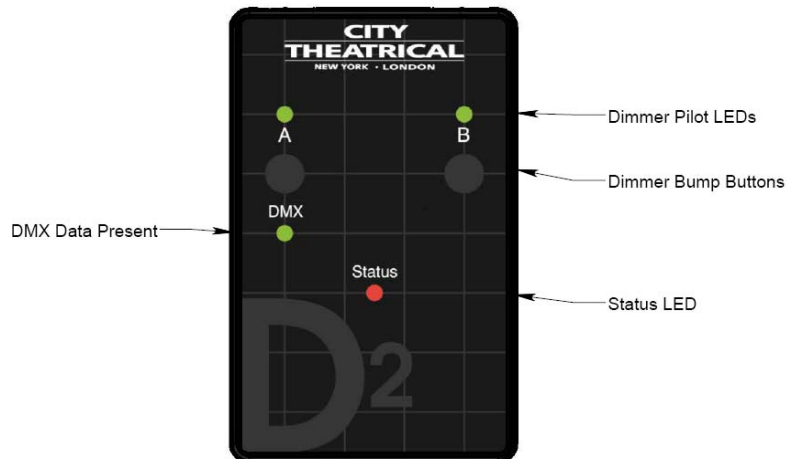 CITY
THEATRICAL
NEW YORK • LONDON
A
B
Dimmer Pilot LEDs
Dimmer Bump Buttons
DMX
DMX Data Present
Status
Status LED
D2